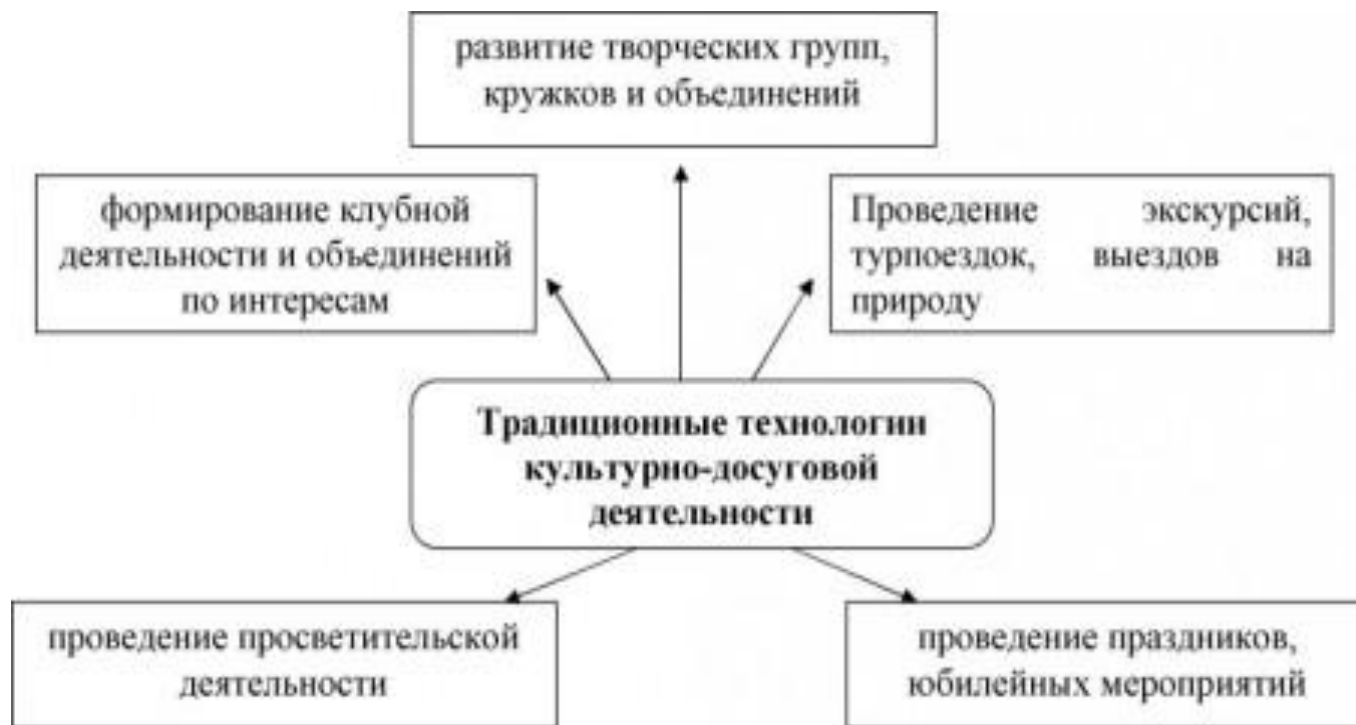 развитие творческих групп,
кружков и объединений
формирование клубной
деятельности и объединений
по интересам
Проведение экскурсий,
турпоездок, выездов на
природу
Традиционные технологии
культурно-досуговой
деятельности
проведение просветительской
деятельности
проведение праздников,
юбилейных мероприятий